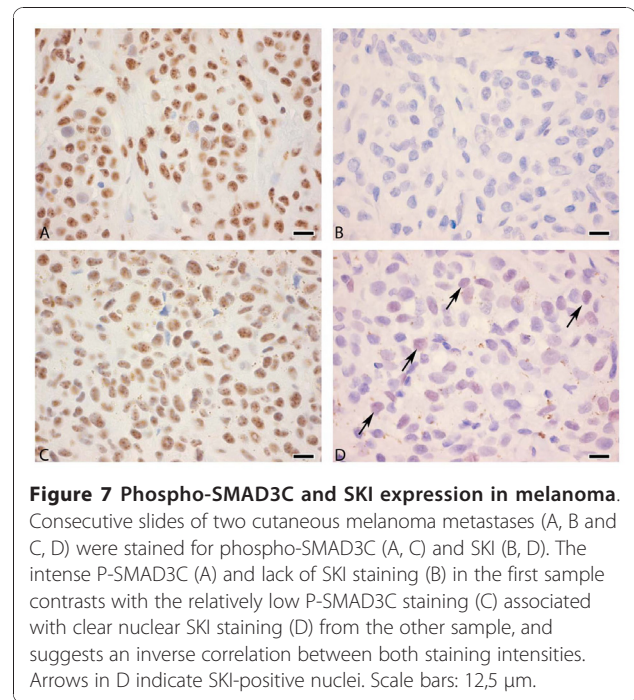 A
B
C
D
Figure 7 Phospho-SMAD3C and SKI expression in melanoma.
Consecutive slides of two cutaneous melanoma metastases (A, B and
C, D) were stained for phospho-SMAD3C (A, C) and SKI (B, D). The
intense P-SMAD3C (A) and lack of SKI staining (B) in the first sample
contrasts with the relatively low P-SMAD3C staining (C) associated
with clear nuclear SKI staining (D) from the other sample, and
suggests an inverse correlation between both staining intensities.
Arrows in D indicate SKI-positive nuclei. Scale bars: 12,5 μm.